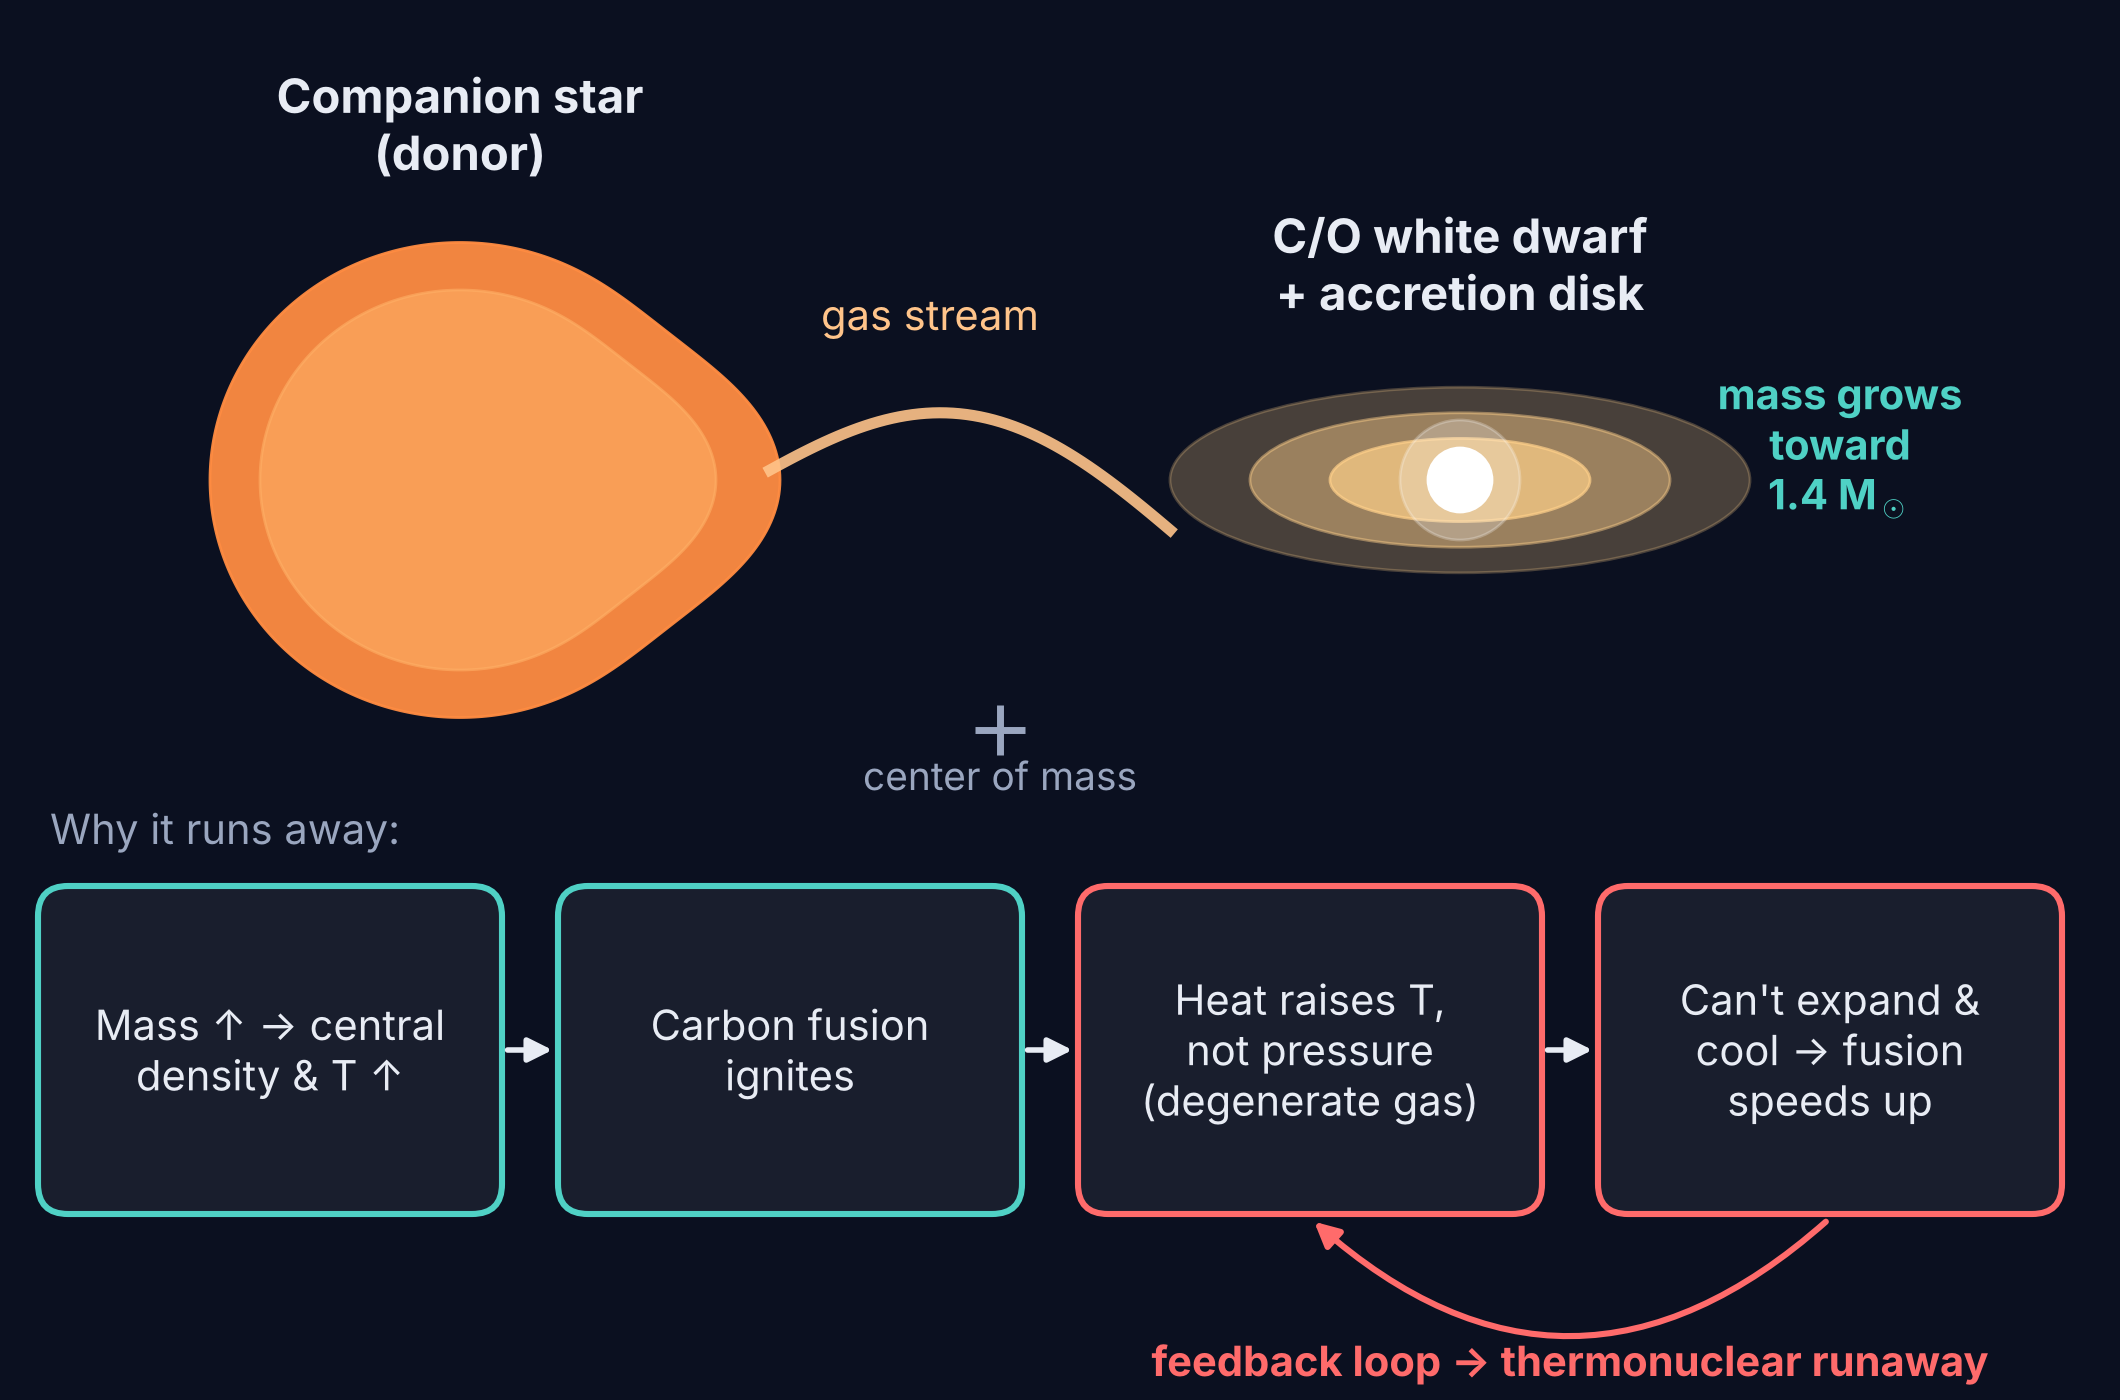 Companion star
(donor)
C/O white dwarf
+ accretion disk
gas stream
mass grows
toward
1.4 M☉
+
center of mass
Why it runs away:
Mass ↑ → central
density & T ↑
Carbon fusion
ignites
Heat raises T,
not pressure
(degenerate gas)
Can't expand &
cool → fusion
speeds up
feedback loop → thermonuclear runaway